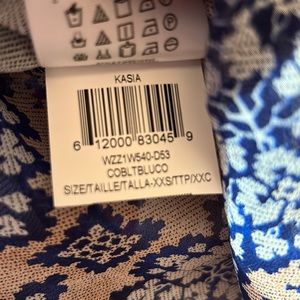 KASIA
6 12000 83045 9
WZZ1W540-D53
COBLTBLUCO
SIZE/TAILLE/TALLA-XXS/TTP/XXC